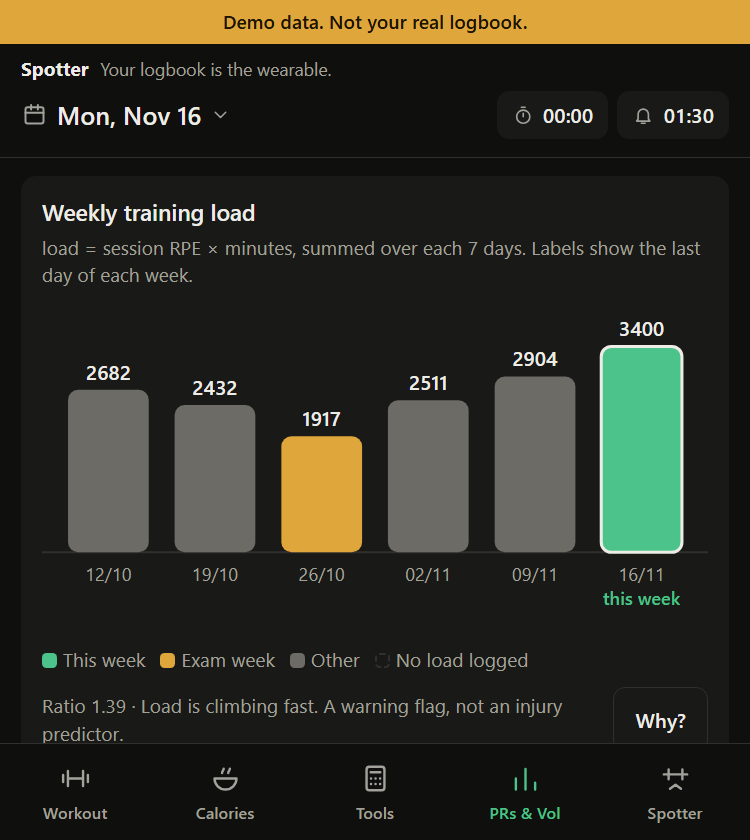 Demo data. Not your real logbook.
Spotter Your logbook is the wearable.
Mon, Nov 16
00:00
01:30
Weekly training load
load = session RPE × minutes, summed over each 7 days. Labels show the last
day of each week.
2682
2432
1917
2511
2904
3400
12/10
19/10
26/10
02/11
09/11
16/11
this week
This week
Exam week
Other
No load logged
Ratio 1.39 · Load is climbing fast. A warning flag, not an injury
predictor.
Why?
Workout
Calories
Tools
PRs & Vol
Spotter